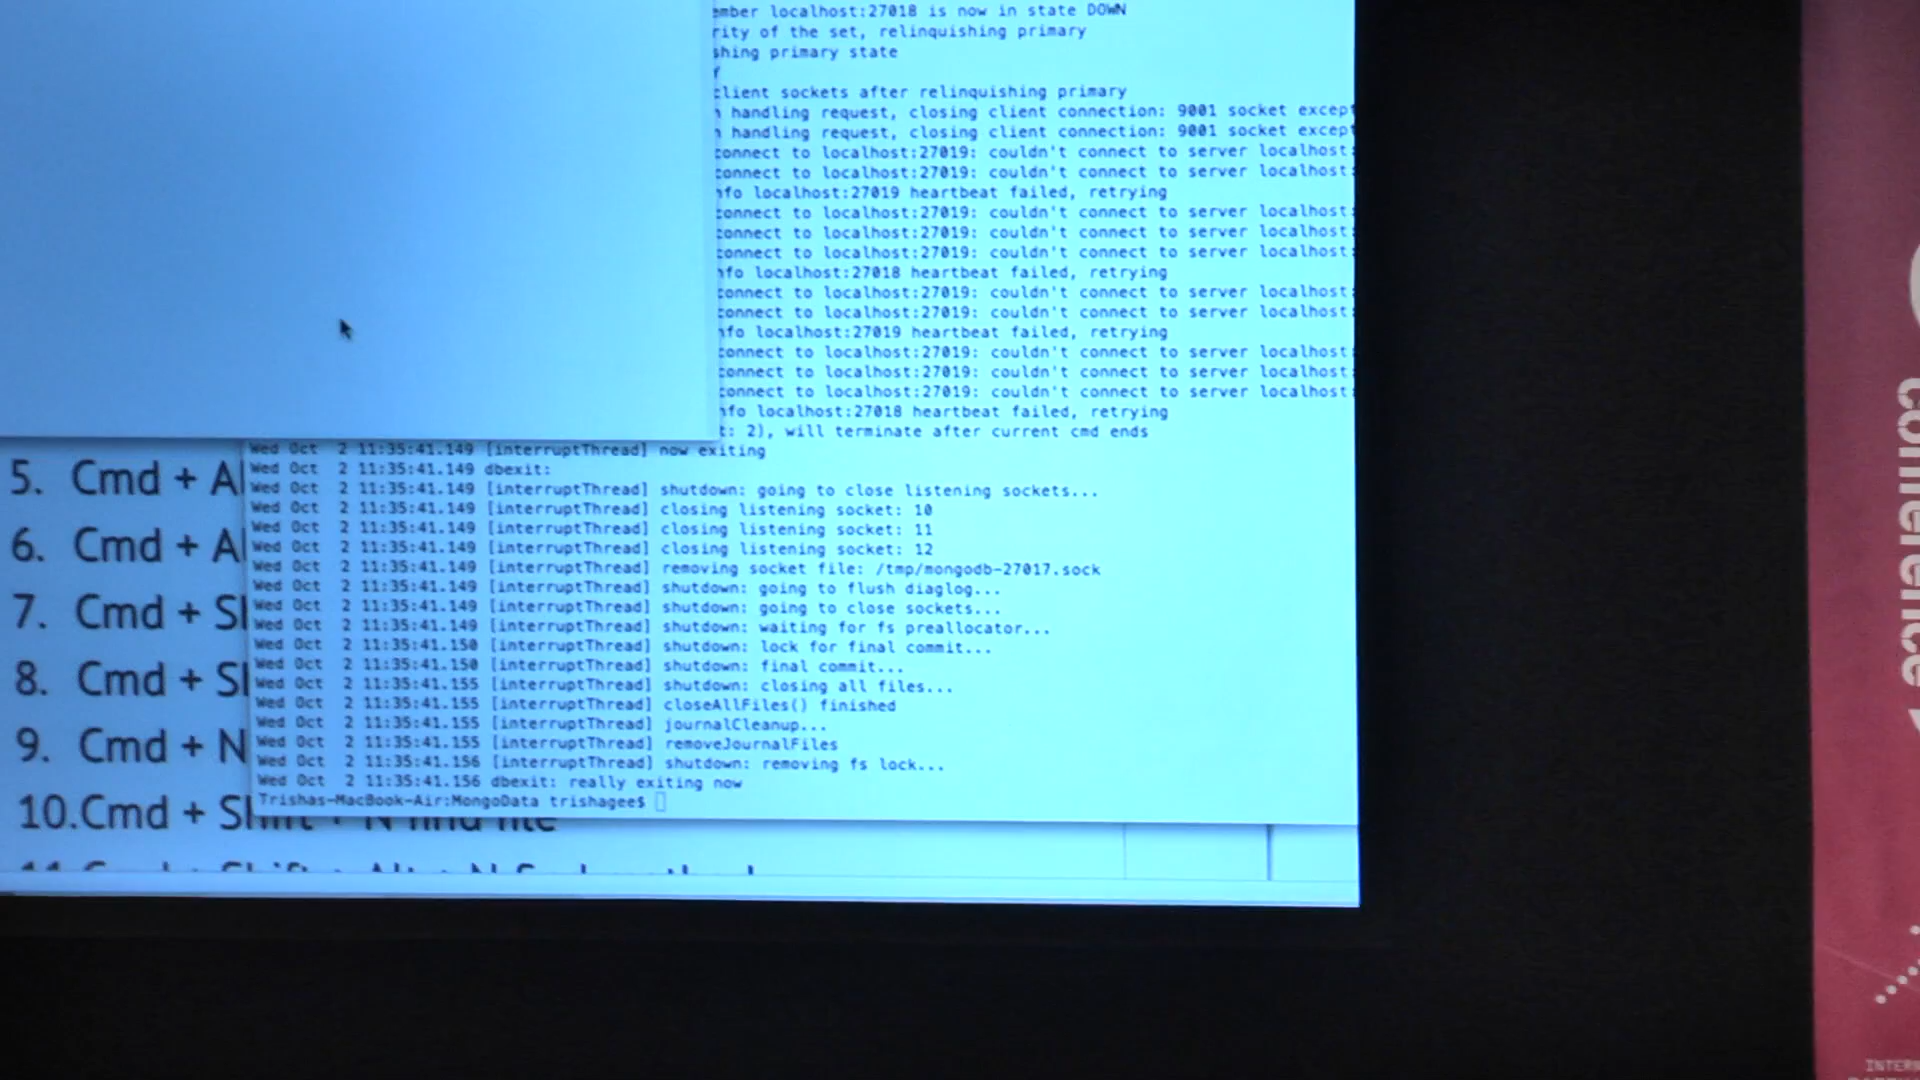 ember localhost:27018 is now in state DOWN
rity of the set, relinquishing primary
shing primary state
f
client sockets after relinquishing primary
n handling request, closing client connection: 9001 socket except
n handling request, closing client connection: 9001 socket except
connect to localhost:27019: couldn't connect to server localhost:
connect to localhost:27019: couldn't connect to server localhost:
nfo localhost:27019 heartbeat failed, retrying
connect to localhost:27019: couldn't connect to server localhost:
connect to localhost:27019: couldn't connect to server localhost:
connect to localhost:27019: couldn't connect to server localhost:
nfo localhost:27018 heartbeat failed, retrying
connect to localhost:27019: couldn't connect to server localhost:
connect to localhost:27019: couldn't connect to server localhost:
nfo localhost:27019 heartbeat failed, retrying
connect to localhost:27019: couldn't connect to server localhost:
connect to localhost:27019: couldn't connect to server localhost:
connect to localhost:27019: couldn't connect to server localhost:
nfo localhost:27018 heartbeat failed, retrying
t: 2), will terminate after current cmd ends
Wed Oct  2 11:35:41.149 [interruptThread] now exiting
Wed Oct  2 11:35:41.149 dbexit:
Wed Oct  2 11:35:41.149 [interruptThread] shutdown: going to close listening sockets...
Wed Oct  2 11:35:41.149 [interruptThread] closing listening socket: 10
Wed Oct  2 11:35:41.149 [interruptThread] closing listening socket: 11
Wed Oct  2 11:35:41.149 [interruptThread] closing listening socket: 12
Wed Oct  2 11:35:41.149 [interruptThread] removing socket file: /tmp/mongodb-27017.sock
Wed Oct  2 11:35:41.149 [interruptThread] shutdown: going to flush diaglog...
Wed Oct  2 11:35:41.149 [interruptThread] shutdown: going to close sockets...
Wed Oct  2 11:35:41.149 [interruptThread] shutdown: waiting for fs preallocator...
Wed Oct  2 11:35:41.150 [interruptThread] shutdown: lock for final commit...
Wed Oct  2 11:35:41.150 [interruptThread] shutdown: final commit...
Wed Oct  2 11:35:41.155 [interruptThread] shutdown: closing all files...
Wed Oct  2 11:35:41.155 [interruptThread] closeAllFiles() finished
Wed Oct  2 11:35:41.155 [interruptThread] journalCleanup...
Wed Oct  2 11:35:41.155 [interruptThread] removeJournalFiles
Wed Oct  2 11:35:41.156 [interruptThread] shutdown: removing fs lock...
Wed Oct  2 11:35:41.156 dbexit: really exiting now
Trishas-MacBook-Air:MongoData trishagee$
5. Cmd + Al
6. Cmd + Al
7. Cmd + Sh
8. Cmd + Sh
9. Cmd + N
10.Cmd + Shift + N find file
conference
INTERN